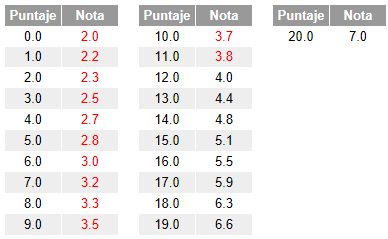 Puntaje Nota Puntaje Nota Puntaje Nota
0.0 2.0 10.0 3.7 20.0 7.0
1.0 2.2 11.0 3.8
2.0 2.3 12.0 4.0
3.0 2.5 13.0 4.4
4.0 2.7 14.0 4.8
5.0 2.8 15.0 5.1
6.0 3.0 16.0 5.5
7.0 3.2 17.0 5.9
8.0 3.3 18.0 6.3
9.0 3.5 19.0 6.6